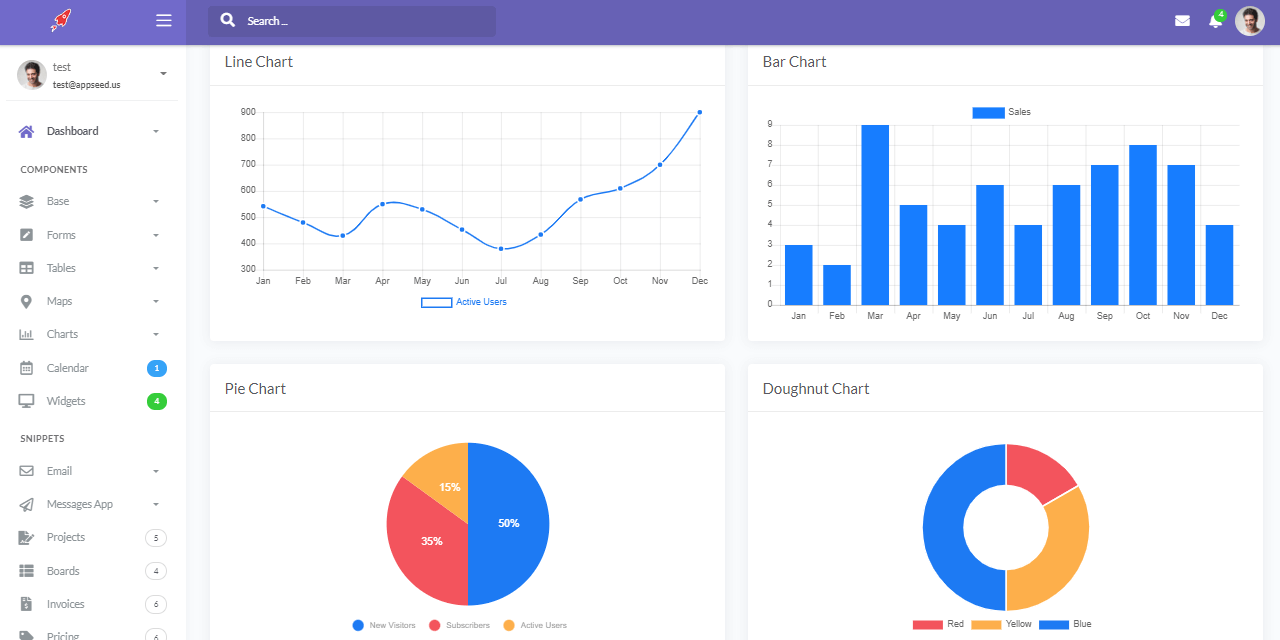 Search ...
4
test
test@appseed.us
Dashboard
COMPONENTS
Base
Forms
Tables
Maps
Charts
Calendar
1
Widgets
4
SNIPPETS
Email
Messages App
Projects
5
Boards
4
Invoices
6
Pricing
6
Line Chart
900
800
700
600
500
400
300
Jan Feb Mar Apr May Jun Jul Aug Sep Oct Nov Dec
Active Users
Bar Chart
Sales
9
8
7
6
5
4
3
2
1
0
Jan Feb Mar Apr May Jun Jul Aug Sep Oct Nov Dec
Pie Chart
15%
50%
35%
New Visitors Subscribers Active Users
Doughnut Chart
Red Yellow Blue